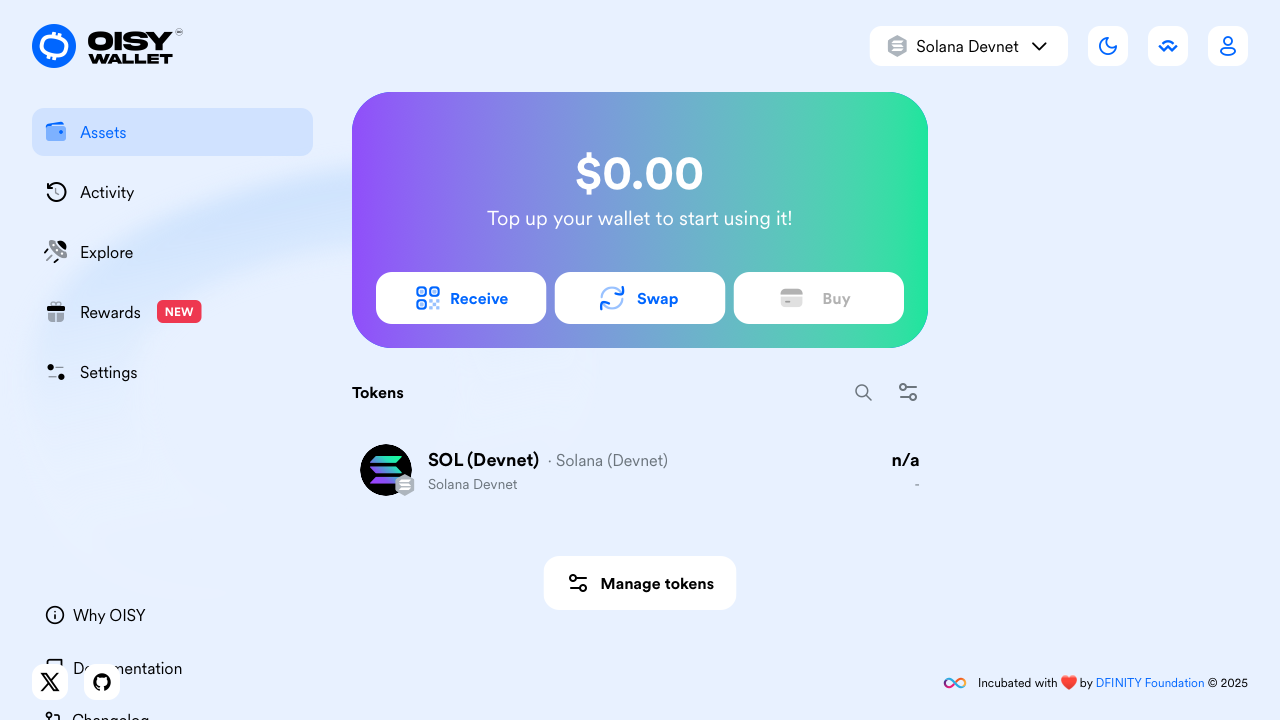 OISY
WALLET
Solana Devnet
Assets
Activity
Explore
Rewards NEW
Settings
$0.00
Top up your wallet to start using it!
Receive
Swap
Buy
Tokens
SOL (Devnet) · Solana (Devnet)
Solana Devnet
n/a
-
Manage tokens
Why OISY
Changelog
Incubated with ❤️ by DFINITY Foundation © 2025